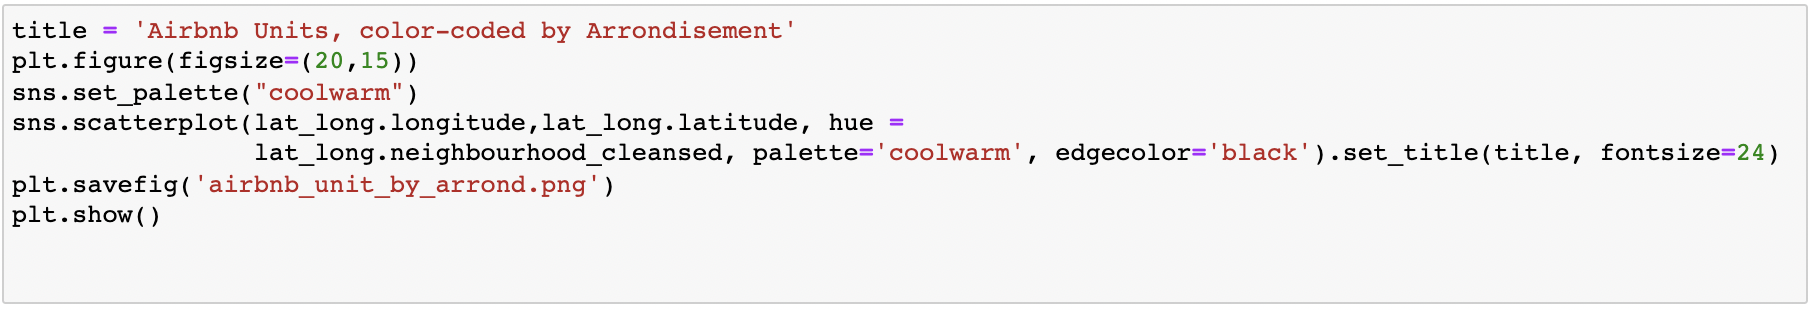 title = 'Airbnb Units, color-coded by Arrondisement'
plt.figure(figsize=(20,15))
sns.set_palette("coolwarm")
sns.scatterplot(lat_long.longitude,lat_long.latitude, hue =
                lat_long.neighbourhood_cleansed, palette='coolwarm', edgecolor='black').set_title(title, fontsize=24)
plt.savefig('airbnb_unit_by_arrond.png')
plt.show()